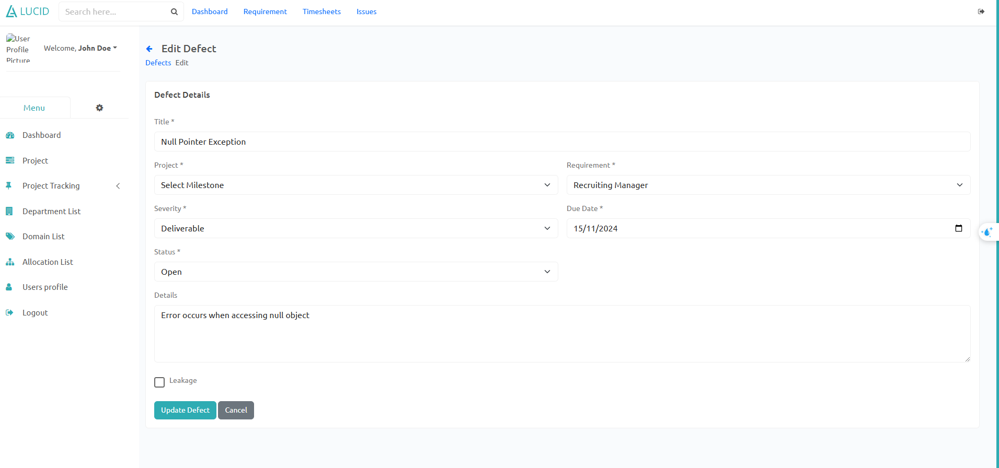 LUCID
Search here...
Dashboard
Requirement
Timesheets
Issues
User
Profile
Picture
Welcome, John Doe
Menu
Dashboard
Project
Project Tracking
Department List
Domain List
Allocation List
Users profile
Logout
Edit Defect
Defects Edit
Defect Details
Title *
Null Pointer Exception
Project *
Select Milestone
Requirement *
Recruiting Manager
Severity *
Deliverable
Due Date *
15/11/2024
Status *
Open
Details
Error occurs when accessing null object
Leakage
Update Defect
Cancel